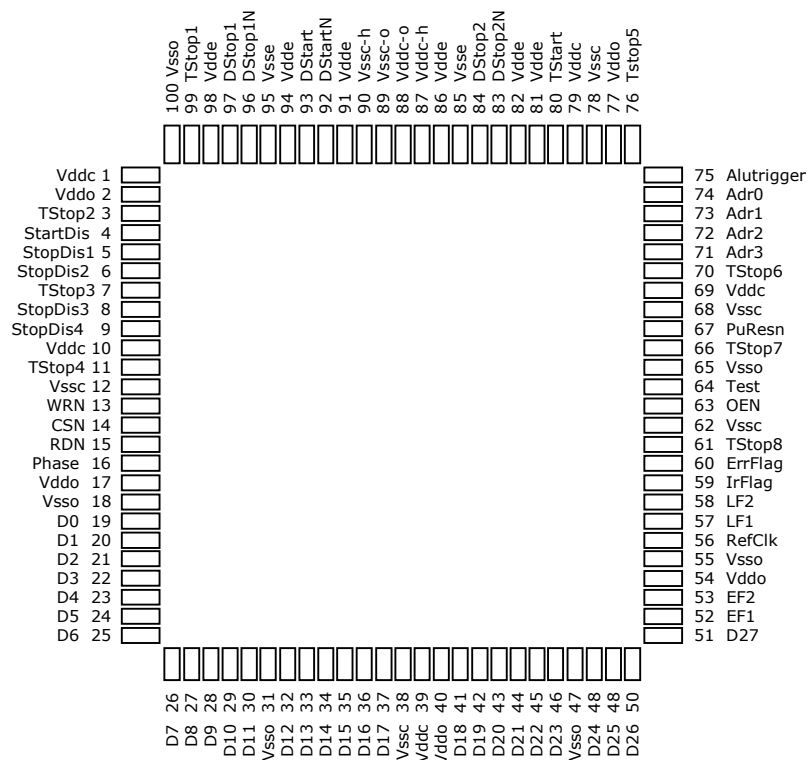 100 Vsso
99 TStop1
98 Vdde
97 DStop1
96 DStop1N
95 Vsse
94 Vdde
93 DStart
92 DStartN
91 Vdde
90 Vssc-h
89 Vssc-o
88 Vddc-o
87 Vddc-h
86 Vdde
85 Vsse
84 DStop2
83 DStop2N
82 Vdde
81 Vdde
80 TStart
79 Vddc
78 Vssc
77 Vddo
76 Tstop5
Vddc 1
Vddo 2
TStop2 3
StartDis 4
StopDis1 5
StopDis2 6
TStop3 7
StopDis3 8
StopDis4 9
Vddc 10
TStop4 11
Vssc 12
WRN 13
CSN 14
RDN 15
Phase 16
Vddo 17
Vsso 18
D0 19
D1 20
D2 21
D3 22
D4 23
D5 24
D6 25
75 Alutrigger
74 Adr0
73 Adr1
72 Adr2
71 Adr3
70 TStop6
69 Vddc
68 Vssc
67 PuResn
66 TStop7
65 Vsso
64 Test
63 OEN
62 Vssc
61 TStop8
60 ErrFlag
59 IrFlag
58 LF2
57 LF1
56 RefClk
55 Vsso
54 Vddo
53 EF2
52 EF1
51 D27
D7 26
D8 27
D9 28
D10 29
D11 30
Vsso 31
D12 32
D13 33
D14 34
D15 35
D16 36
D17 37
Vssc 38
Vddc 39
Vddo 40
D18 41
D19 42
D20 43
D21 44
D22 45
D23 46
Vsso 47
D24 48
D25 48
D26 50